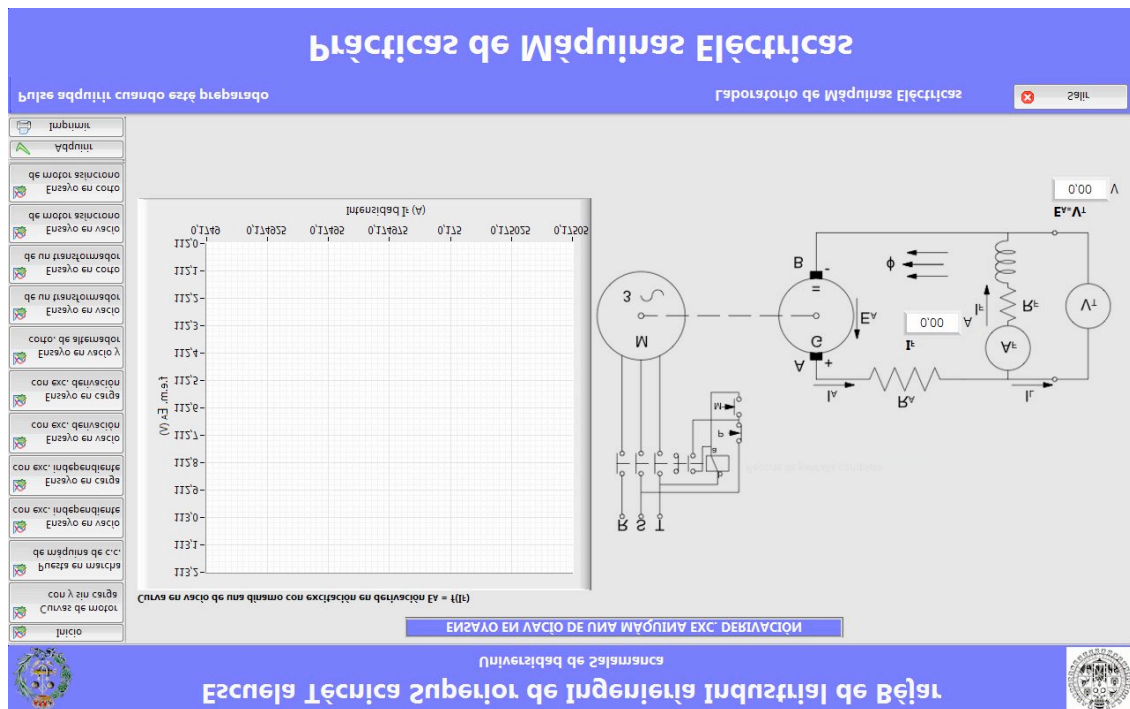 Escuela Técnica Superior de Ingeniería Industrial de Béjar
Universidad de Salamanca
Inicio
Curvas de motor
con y sin carga
Puesta en marcha
de máquina de c.c.
Ensayo en vacío
con exc. independiente
Ensayo en carga
con exc. independiente
Ensayo en vacío
con exc. derivación
Ensayo en carga
con exc. derivación
Ensayo en vacío y
corto. de alternador
Ensayo en vacío
de un transformador
Ensayo en corto
de un transformador
Ensayo en vacío
de motor asíncrono
Ensayo en corto
de motor asíncrono
Adquirir
Imprimir
ENSAYO EN VACÍO DE UNA MÁQUINA EXC. DERIVACIÓN
Curva en vacío de una dinamo con excitación en derivación EA = f(IF)
113,2
113,1
113,0
112,9
112,8
112,7
112,6
112,5
112,4
112,3
112,2
112,1
112,0
f.e.m. EA (V)
0,1749 0,174925 0,17495 0,174975 0,175 0,175025 0,17505
Intensidad IF (A)
R S T
b
a
P
M
M
3
A +
G
=
B -
IA
RA
IL
EA
IF
0,00 A
AF
IF
RF
VT
Φ
EA=VT
0,00 V
Pulse adquirir cuando esté preparado
Laboratorio de Máquinas Eléctricas
Salir
Prácticas de Máquinas Eléctricas